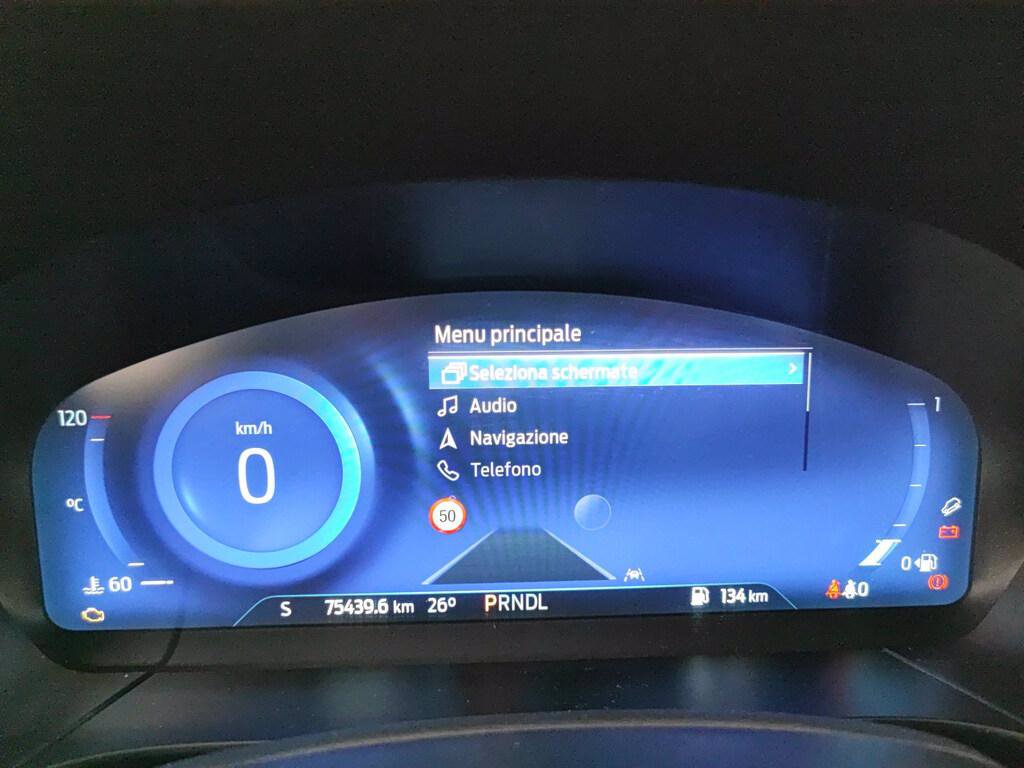 Menu principale
Seleziona schermate
Audio
Navigazione
Telefono
120
km/h
0
°C
60
50
1
0
0
S 75439.6 km 26° PRNDL 134 km